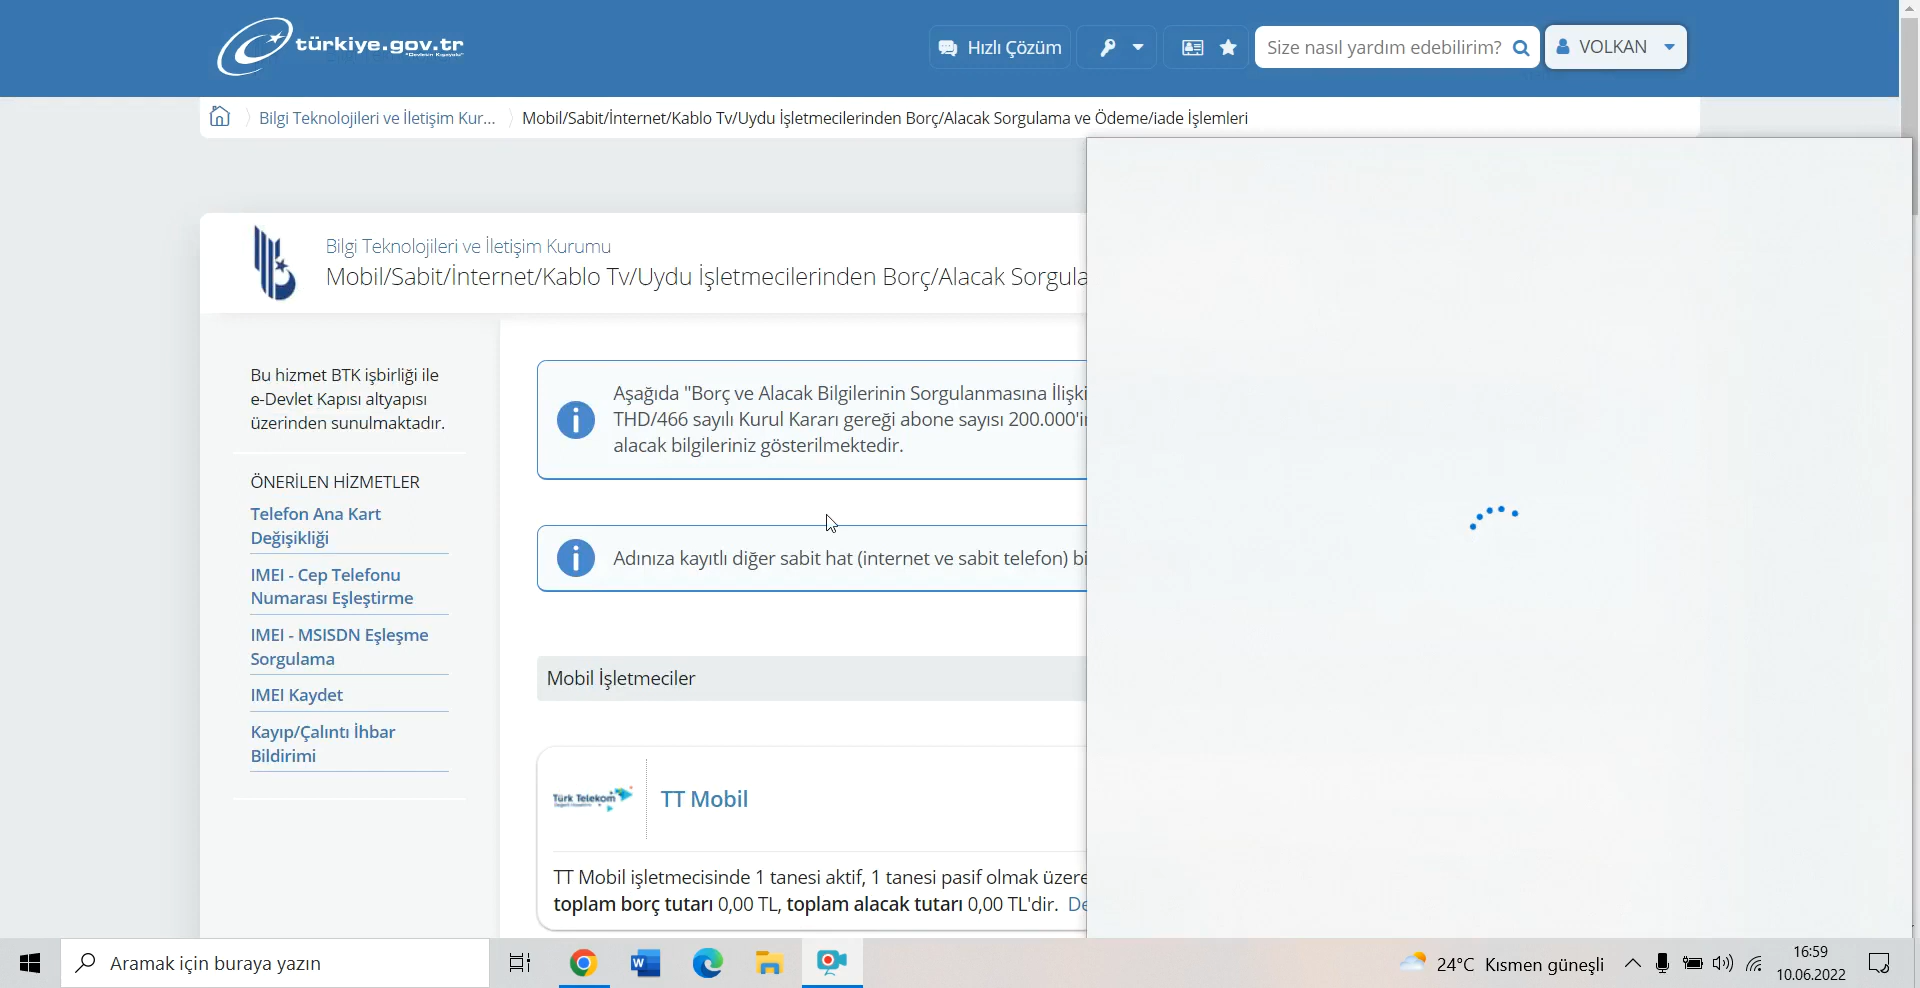 türkiye.gov.tr
Hızlı Çözüm
Size nasıl yardım edebilirim?
VOLKAN
Bilgi Teknolojileri ve İletişim Kur...
Mobil/Sabit/İnternet/Kablo Tv/Uydu İşletmecilerinden Borç/Alacak Sorgulama ve Ödeme/iade İşlemleri
Bilgi Teknolojileri ve İletişim Kurumu
Mobil/Sabit/İnternet/Kablo Tv/Uydu İşletmecilerinden Borç/Alacak Sorgula
Bu hizmet BTK işbirliği ile
e-Devlet Kapısı altyapısı
üzerinden sunulmaktadır.
ÖNERİLEN HİZMETLER
Telefon Ana Kart
Değişikliği
IMEI - Cep Telefonu
Numarası Eşleştirme
IMEI - MSISDN Eşleşme
Sorgulama
IMEI Kaydet
Kayıp/Çalıntı İhbar
Bildirimi
Aşağıda "Borç ve Alacak Bilgilerinin Sorgulanmasına İlişki
THD/466 sayılı Kurul Kararı gereği abone sayısı 200.000'in
alacak bilgileriniz gösterilmektedir.
Adınıza kayıtlı diğer sabit hat (internet ve sabit telefon) bi
Mobil İşletmeciler
Türk Telekom
TT Mobil
TT Mobil işletmecisinde 1 tanesi aktif, 1 tanesi pasif olmak üzere
toplam borç tutarı 0,00 TL, toplam alacak tutarı 0,00 TL'dir. De
Aramak için buraya yazın
24°C Kısmen güneşli
16:59
10.06.2022